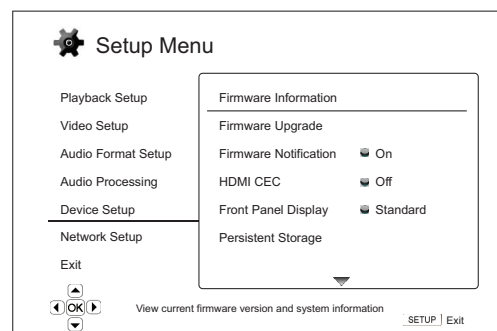 Setup Menu
Playback Setup
Video Setup
Audio Format Setup
Audio Processing
Device Setup
Network Setup
Exit
Firmware Information
Firmware Upgrade
Firmware Notification On
HDMI CEC Off
Front Panel Display Standard
Persistent Storage
OK
View current firmware version and system information
SETUP Exit